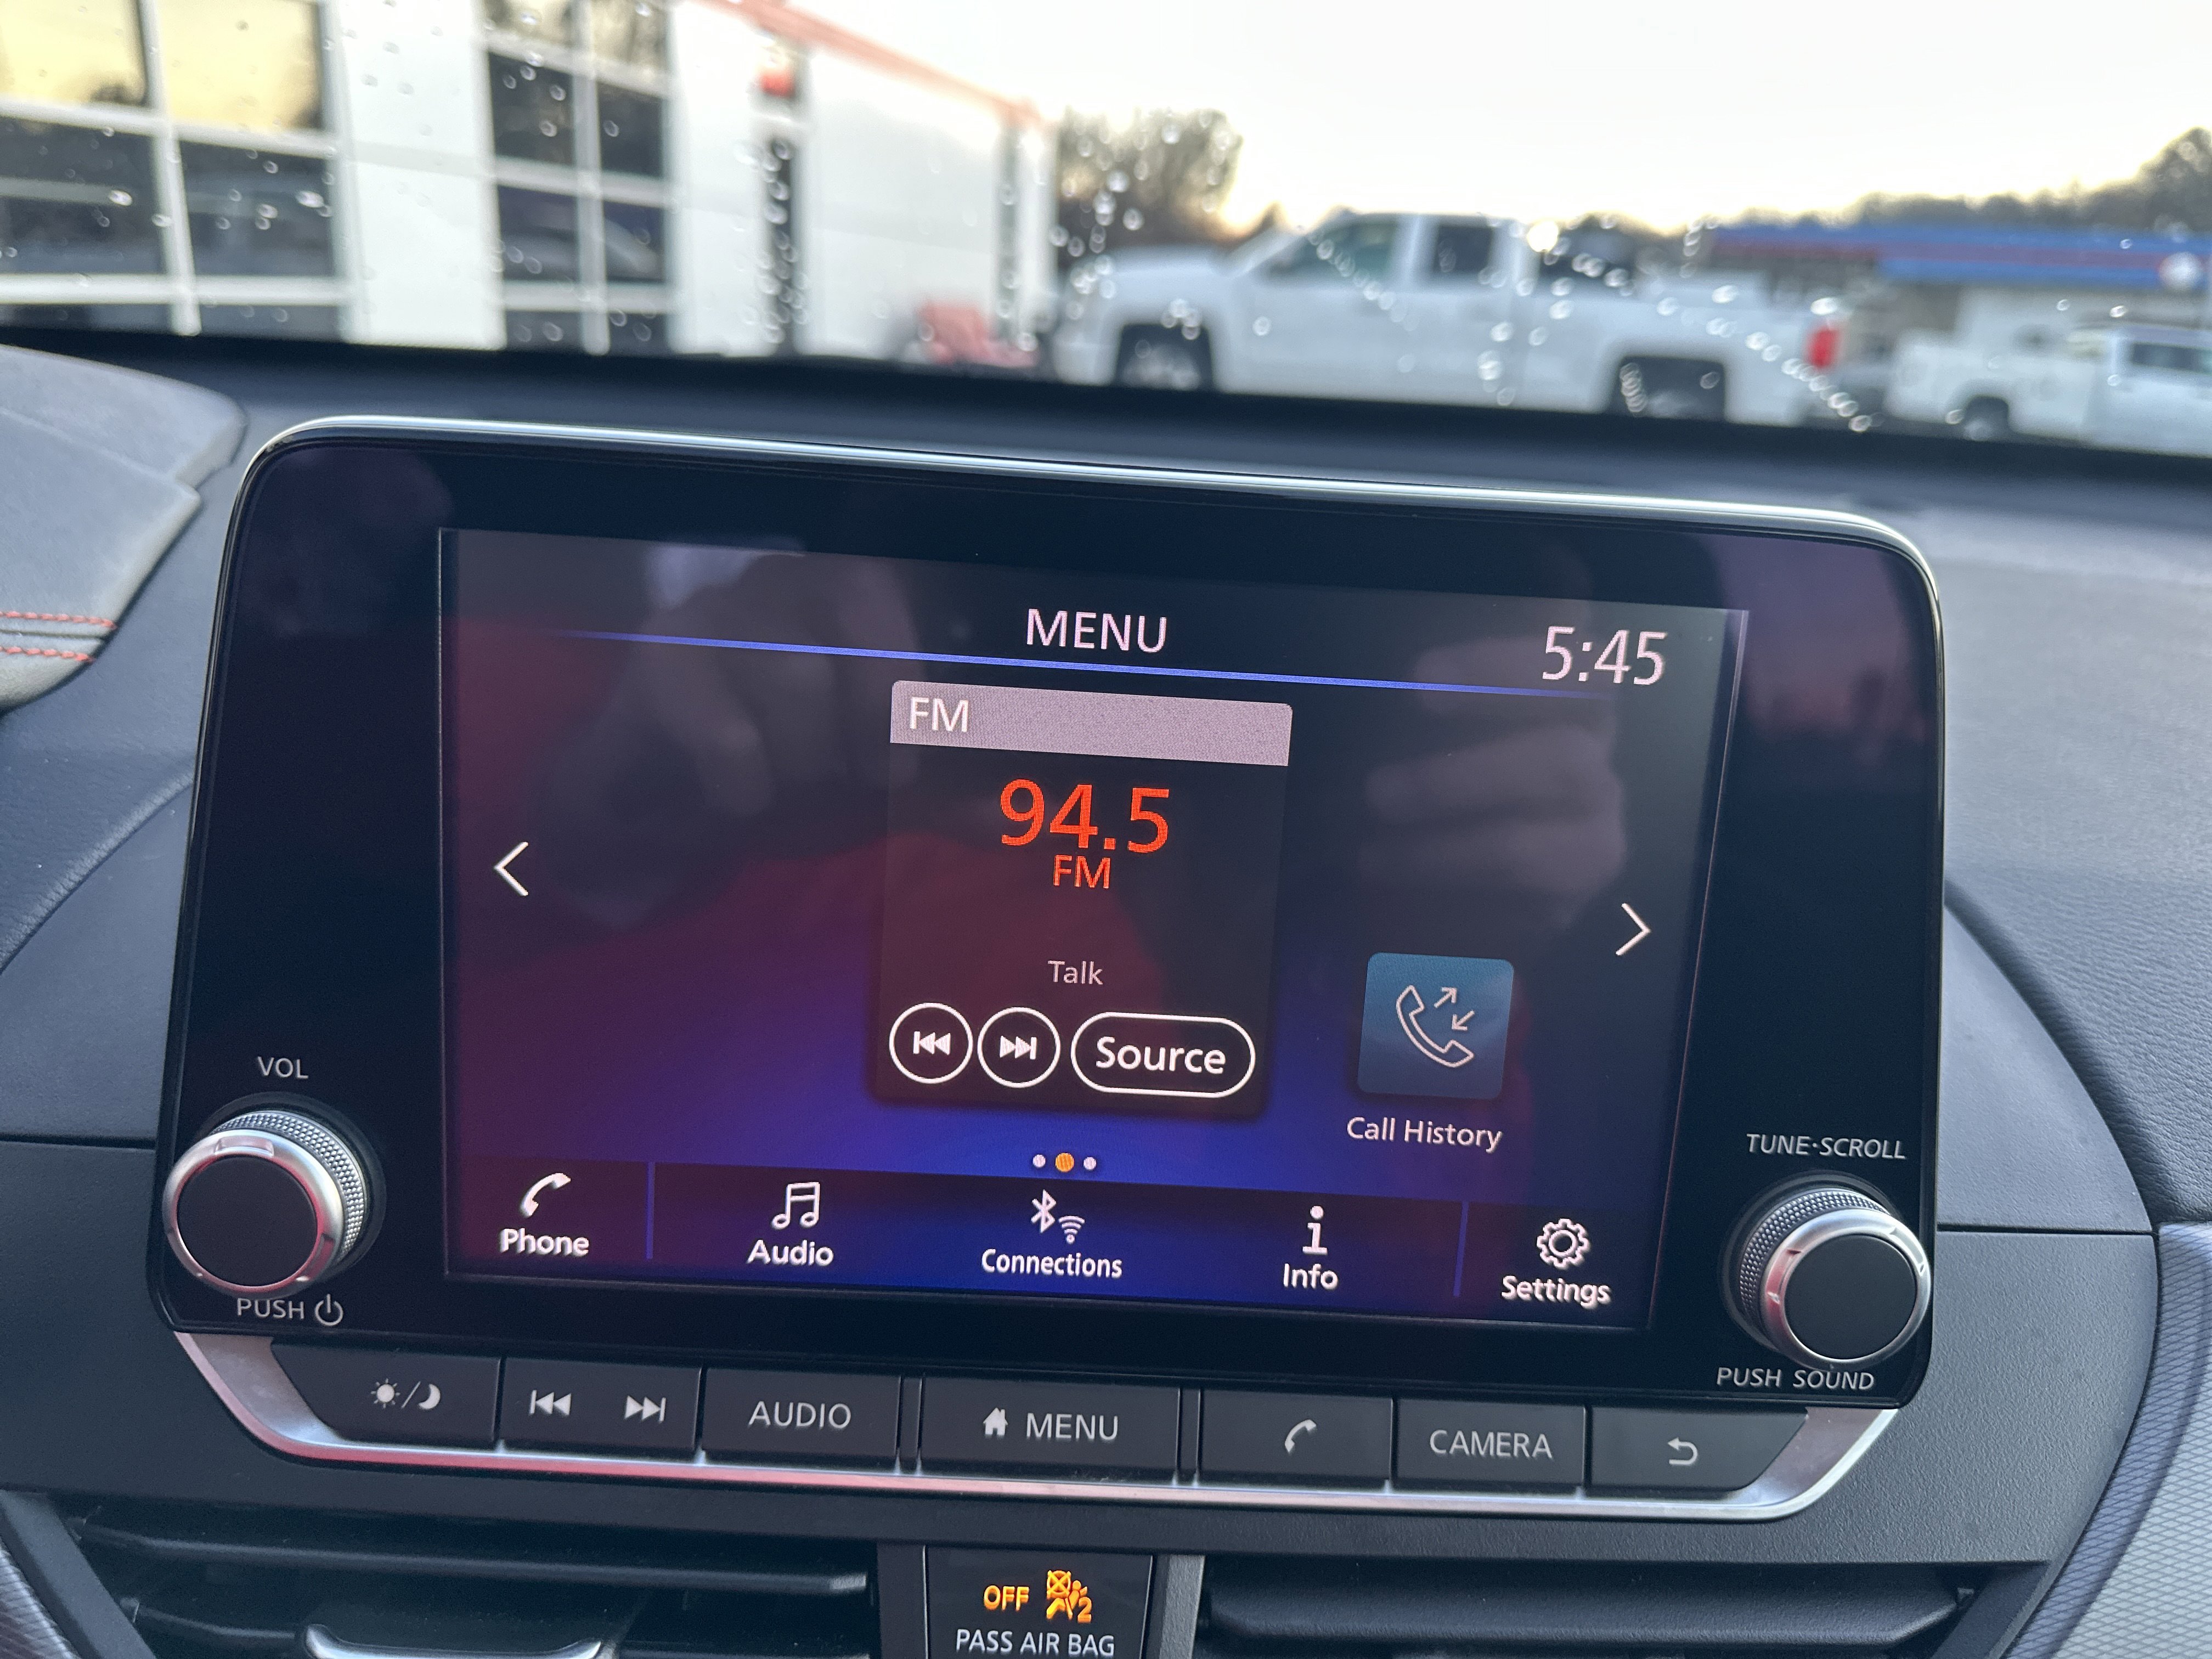 MENU
5:45
FM
94.5
FM
Talk
Source
Call History
Phone
Audio
Connections
Info
Settings
VOL
PUSH
TUNE·SCROLL
PUSH SOUND
AUDIO
MENU
CAMERA
OFF 2
PASS AIR BAG